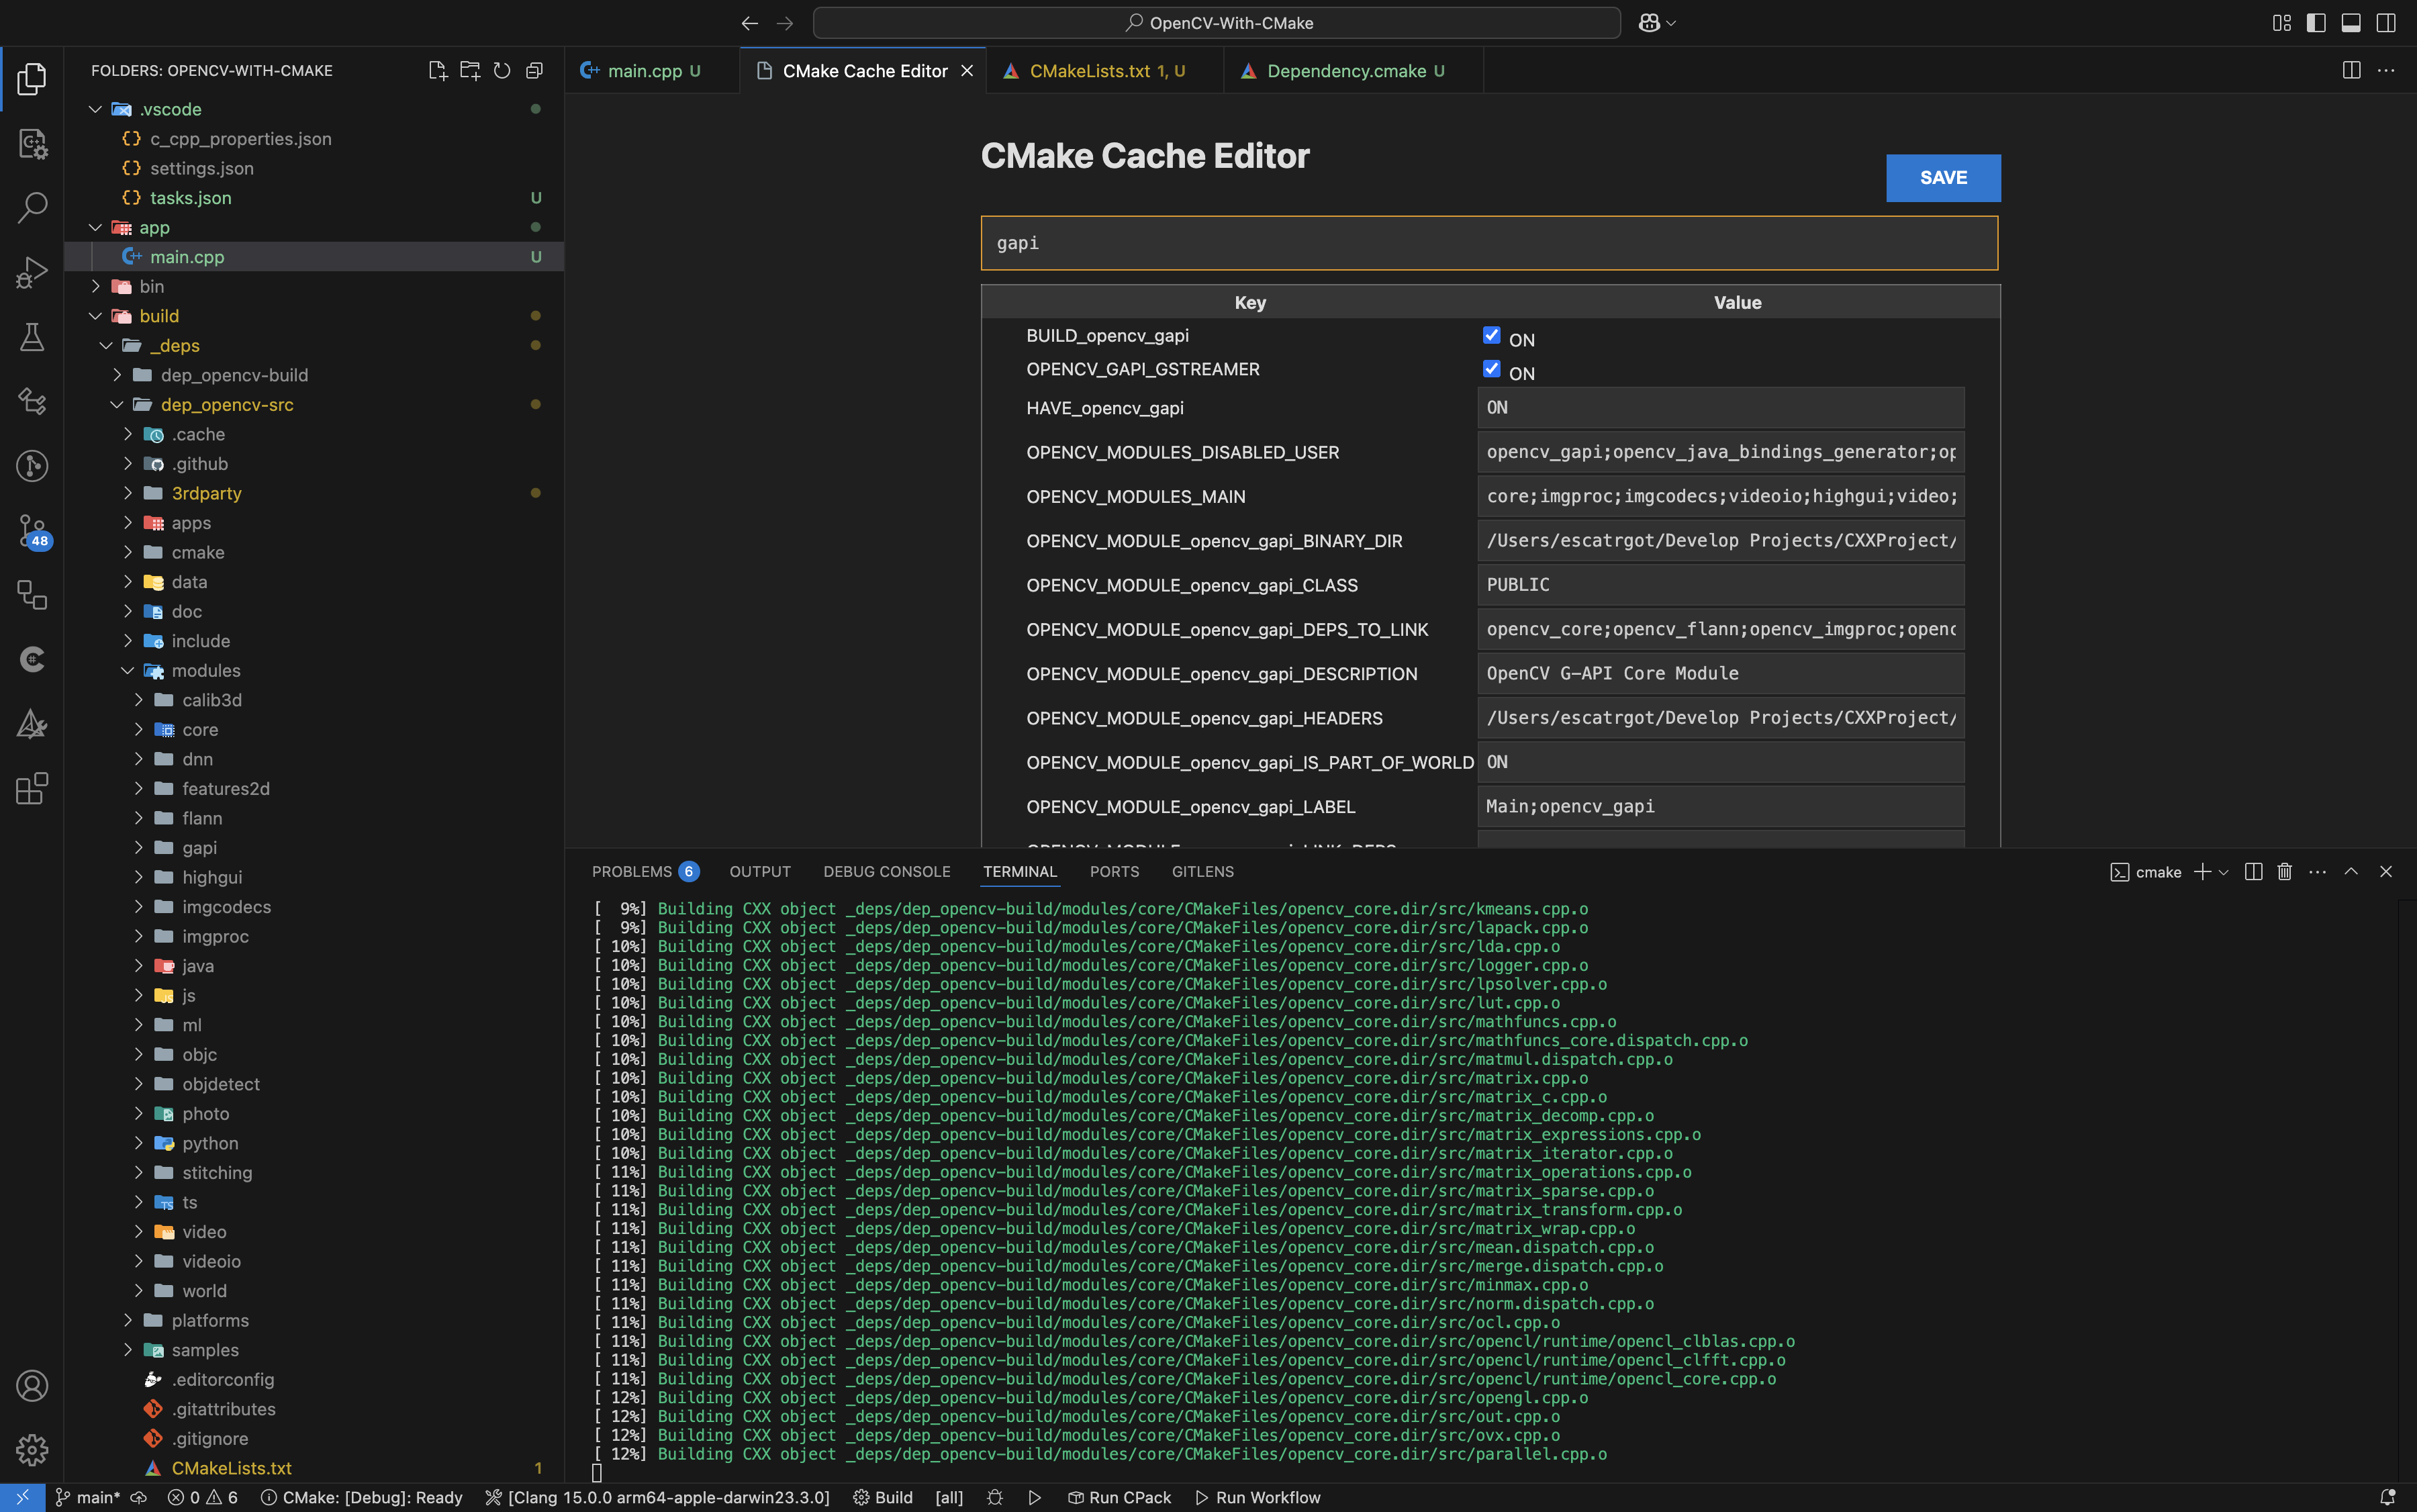 OpenCV-With-CMake
FOLDERS: OPENCV-WITH-CMAKE
.vscode
c_cpp_properties.json
settings.json
tasks.json U
app
main.cpp U
bin
build
_deps
dep_opencv-build
dep_opencv-src
.cache
.github
3rdparty
apps
cmake
data
doc
include
modules
calib3d
core
dnn
features2d
flann
gapi
highgui
imgcodecs
imgproc
java
js
ml
objc
objdetect
photo
python
stitching
ts
video
videoio
world
platforms
samples
.editorconfig
.gitattributes
.gitignore
CMakeLists.txt 1
48
main.cpp U
CMake Cache Editor
CMakeLists.txt 1, U
Dependency.cmake U
CMake Cache Editor
SAVE
gapi
Key Value
BUILD_opencv_gapi ON
OPENCV_GAPI_GSTREAMER ON
HAVE_opencv_gapi ON
OPENCV_MODULES_DISABLED_USER opencv_gapi;opencv_java_bindings_generator;op
OPENCV_MODULES_MAIN core;imgproc;imgcodecs;videoio;highgui;video;
OPENCV_MODULE_opencv_gapi_BINARY_DIR /Users/escatrgot/Develop Projects/CXXProject/
OPENCV_MODULE_opencv_gapi_CLASS PUBLIC
OPENCV_MODULE_opencv_gapi_DEPS_TO_LINK opencv_core;opencv_flann;opencv_imgproc;openc
OPENCV_MODULE_opencv_gapi_DESCRIPTION OpenCV G-API Core Module
OPENCV_MODULE_opencv_gapi_HEADERS /Users/escatrgot/Develop Projects/CXXProject/
OPENCV_MODULE_opencv_gapi_IS_PART_OF_WORLD ON
OPENCV_MODULE_opencv_gapi_LABEL Main;opencv_gapi
PROBLEMS 6 OUTPUT DEBUG CONSOLE TERMINAL PORTS GITLENS
cmake
[  9%] Building CXX object _deps/dep_opencv-build/modules/core/CMakeFiles/opencv_core.dir/src/kmeans.cpp.o
[  9%] Building CXX object _deps/dep_opencv-build/modules/core/CMakeFiles/opencv_core.dir/src/lapack.cpp.o
[ 10%] Building CXX object _deps/dep_opencv-build/modules/core/CMakeFiles/opencv_core.dir/src/lda.cpp.o
[ 10%] Building CXX object _deps/dep_opencv-build/modules/core/CMakeFiles/opencv_core.dir/src/logger.cpp.o
[ 10%] Building CXX object _deps/dep_opencv-build/modules/core/CMakeFiles/opencv_core.dir/src/lpsolver.cpp.o
[ 10%] Building CXX object _deps/dep_opencv-build/modules/core/CMakeFiles/opencv_core.dir/src/lut.cpp.o
[ 10%] Building CXX object _deps/dep_opencv-build/modules/core/CMakeFiles/opencv_core.dir/src/mathfuncs.cpp.o
[ 10%] Building CXX object _deps/dep_opencv-build/modules/core/CMakeFiles/opencv_core.dir/src/mathfuncs_core.dispatch.cpp.o
[ 10%] Building CXX object _deps/dep_opencv-build/modules/core/CMakeFiles/opencv_core.dir/src/matmul.dispatch.cpp.o
[ 10%] Building CXX object _deps/dep_opencv-build/modules/core/CMakeFiles/opencv_core.dir/src/matrix.cpp.o
[ 10%] Building CXX object _deps/dep_opencv-build/modules/core/CMakeFiles/opencv_core.dir/src/matrix_c.cpp.o
[ 10%] Building CXX object _deps/dep_opencv-build/modules/core/CMakeFiles/opencv_core.dir/src/matrix_decomp.cpp.o
[ 10%] Building CXX object _deps/dep_opencv-build/modules/core/CMakeFiles/opencv_core.dir/src/matrix_expressions.cpp.o
[ 10%] Building CXX object _deps/dep_opencv-build/modules/core/CMakeFiles/opencv_core.dir/src/matrix_iterator.cpp.o
[ 11%] Building CXX object _deps/dep_opencv-build/modules/core/CMakeFiles/opencv_core.dir/src/matrix_operations.cpp.o
[ 11%] Building CXX object _deps/dep_opencv-build/modules/core/CMakeFiles/opencv_core.dir/src/matrix_sparse.cpp.o
[ 11%] Building CXX object _deps/dep_opencv-build/modules/core/CMakeFiles/opencv_core.dir/src/matrix_transform.cpp.o
[ 11%] Building CXX object _deps/dep_opencv-build/modules/core/CMakeFiles/opencv_core.dir/src/matrix_wrap.cpp.o
[ 11%] Building CXX object _deps/dep_opencv-build/modules/core/CMakeFiles/opencv_core.dir/src/mean.dispatch.cpp.o
[ 11%] Building CXX object _deps/dep_opencv-build/modules/core/CMakeFiles/opencv_core.dir/src/merge.dispatch.cpp.o
[ 11%] Building CXX object _deps/dep_opencv-build/modules/core/CMakeFiles/opencv_core.dir/src/minmax.cpp.o
[ 11%] Building CXX object _deps/dep_opencv-build/modules/core/CMakeFiles/opencv_core.dir/src/norm.dispatch.cpp.o
[ 11%] Building CXX object _deps/dep_opencv-build/modules/core/CMakeFiles/opencv_core.dir/src/ocl.cpp.o
[ 11%] Building CXX object _deps/dep_opencv-build/modules/core/CMakeFiles/opencv_core.dir/src/opencl/runtime/opencl_clblas.cpp.o
[ 11%] Building CXX object _deps/dep_opencv-build/modules/core/CMakeFiles/opencv_core.dir/src/opencl/runtime/opencl_clfft.cpp.o
[ 11%] Building CXX object _deps/dep_opencv-build/modules/core/CMakeFiles/opencv_core.dir/src/opencl/runtime/opencl_core.cpp.o
[ 12%] Building CXX object _deps/dep_opencv-build/modules/core/CMakeFiles/opencv_core.dir/src/opengl.cpp.o
[ 12%] Building CXX object _deps/dep_opencv-build/modules/core/CMakeFiles/opencv_core.dir/src/out.cpp.o
[ 12%] Building CXX object _deps/dep_opencv-build/modules/core/CMakeFiles/opencv_core.dir/src/ovx.cpp.o
[ 12%] Building CXX object _deps/dep_opencv-build/modules/core/CMakeFiles/opencv_core.dir/src/parallel.cpp.o
main* 0 6 CMake: [Debug]: Ready [Clang 15.0.0 arm64-apple-darwin23.3.0] Build [all] Run CPack Run Workflow